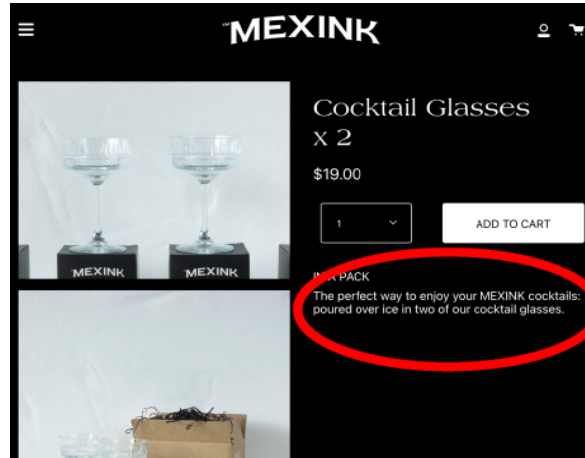 ™MEXINK
Cocktail Glasses
x 2
$19.00
1
ADD TO CART
MEXINK
MEXINK
PACK
The perfect way to enjoy your MEXINK cocktails:
poured over ice in two of our cocktail glasses.